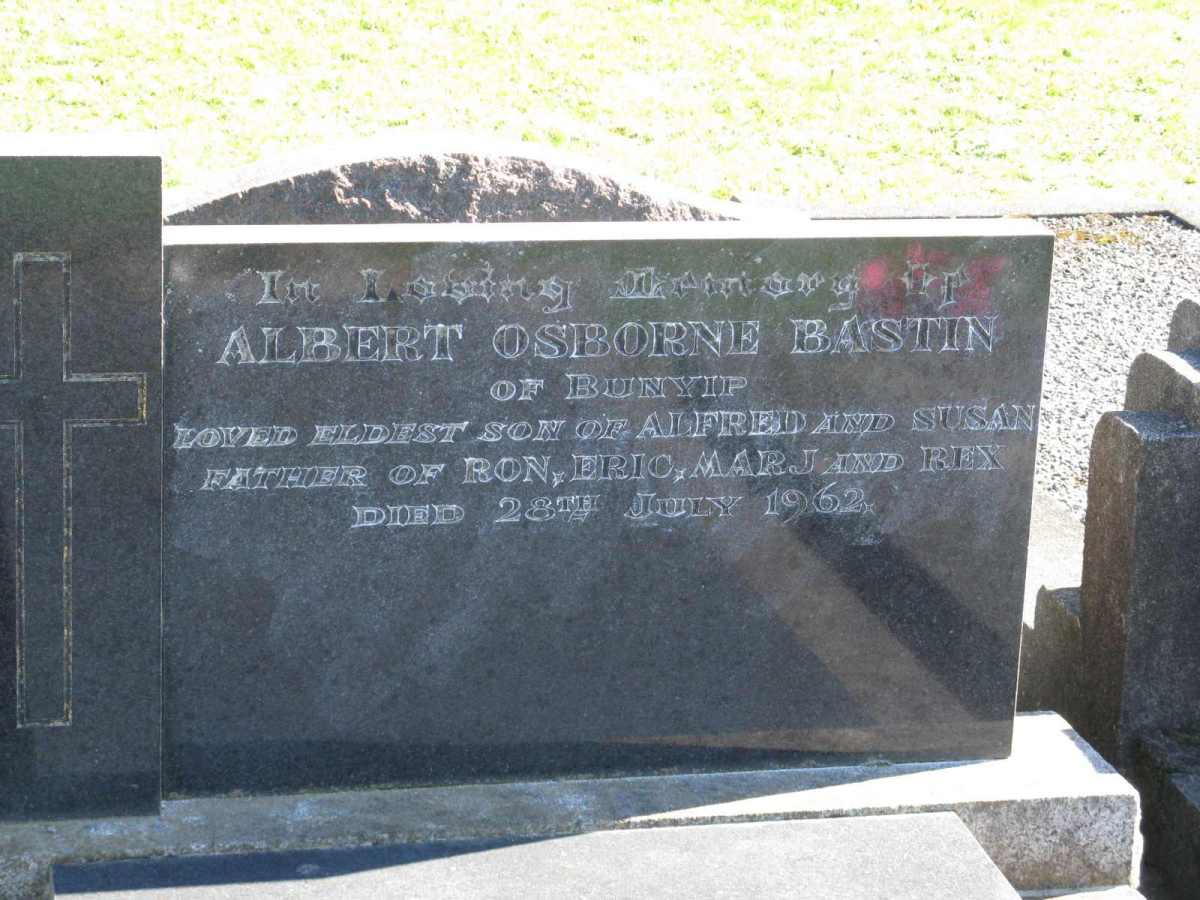 In Loving Memory of
ALBERT OSBORNE BASTIN
OF BUNYIP
LOVED ELDEST SON OF ALFRED AND SUSAN
FATHER OF RON, ERIC, MARJ AND REX
DIED 28TH JULY 1962.